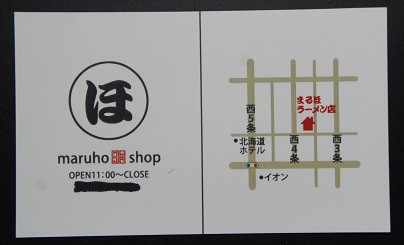 ほ
maruho shop
OPEN11:00~CLOSE
まるほ
ラーメン店
西5条
西4条
西3条
北海道
ホテル
イオン